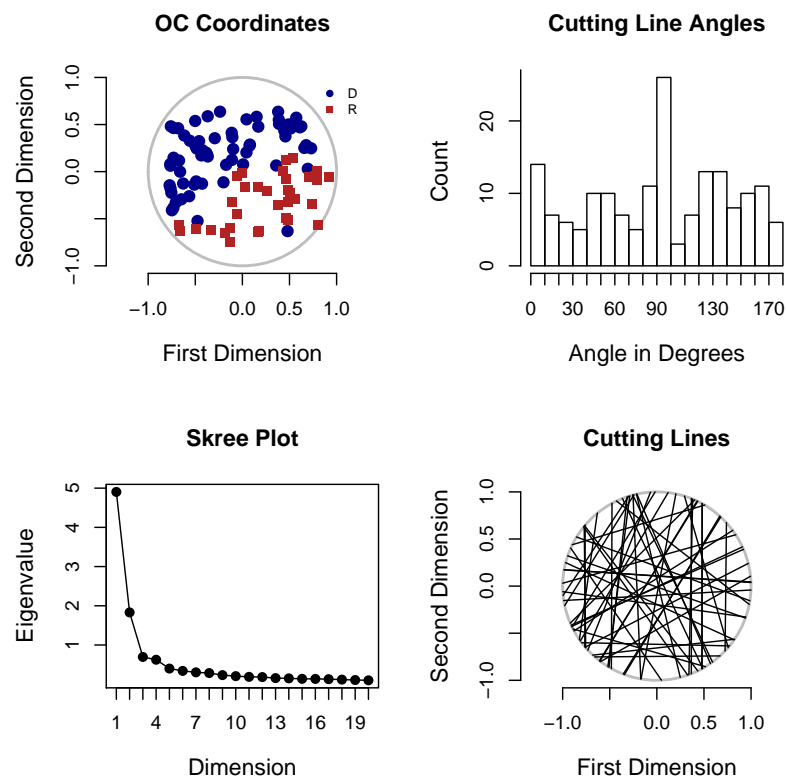 OC Coordinates
Second Dimension
1.0
0.5
0.0
−1.0
D
R
−1.0
0.0
0.5
1.0
First Dimension
Cutting Line Angles
Count
20
10
0
0
30
60
90
130
170
Angle in Degrees
Skree Plot
Eigenvalue
5
4
3
2
1
1
4
7
10
13
16
19
Dimension
Cutting Lines
Second Dimension
1.0
0.5
0.0
−1.0
−1.0
0.0
0.5
1.0
First Dimension